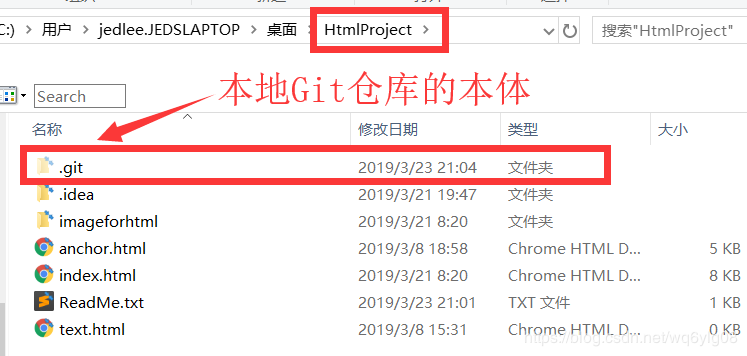 C:) 用户 jedlee.JEDSLAPTOP 桌面 HtmlProject 搜索"HtmlProject"
Search
本地Git仓库的本体
名称 修改日期 类型 大小
.git 2019/3/23 21:04 文件夹
.idea 2019/3/21 19:47 文件夹
imageforhtml 2019/3/21 8:20 文件夹
anchor.html 2019/3/8 18:58 Chrome HTML D... 5 KB
index.html 2019/3/21 8:20 Chrome HTML D... 8 KB
ReadMe.txt 2019/3/23 21:01 TXT 文件 1 KB
text.html 2019/3/8 15:31 Chrome HTML D... 0 KB